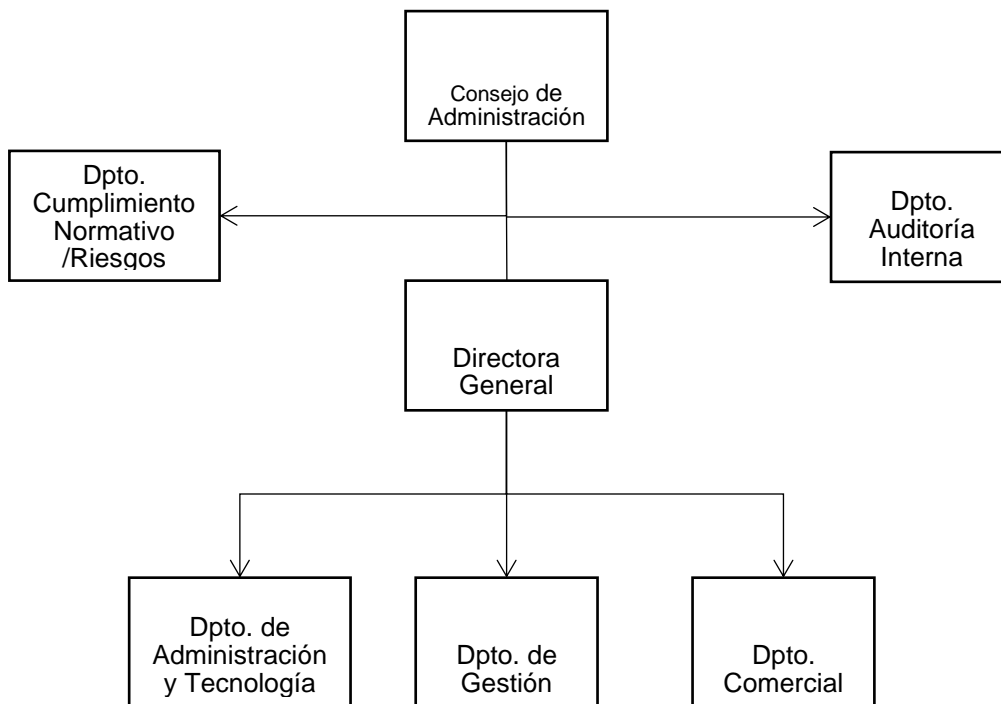 Consejo de
Administración
Dpto.
Cumplimiento
Normativo
/Riesgos
Dpto.
Auditoría
Interna
Directora
General
Dpto. de
Administración
y Tecnología
Dpto. de
Gestión
Dpto.
Comercial